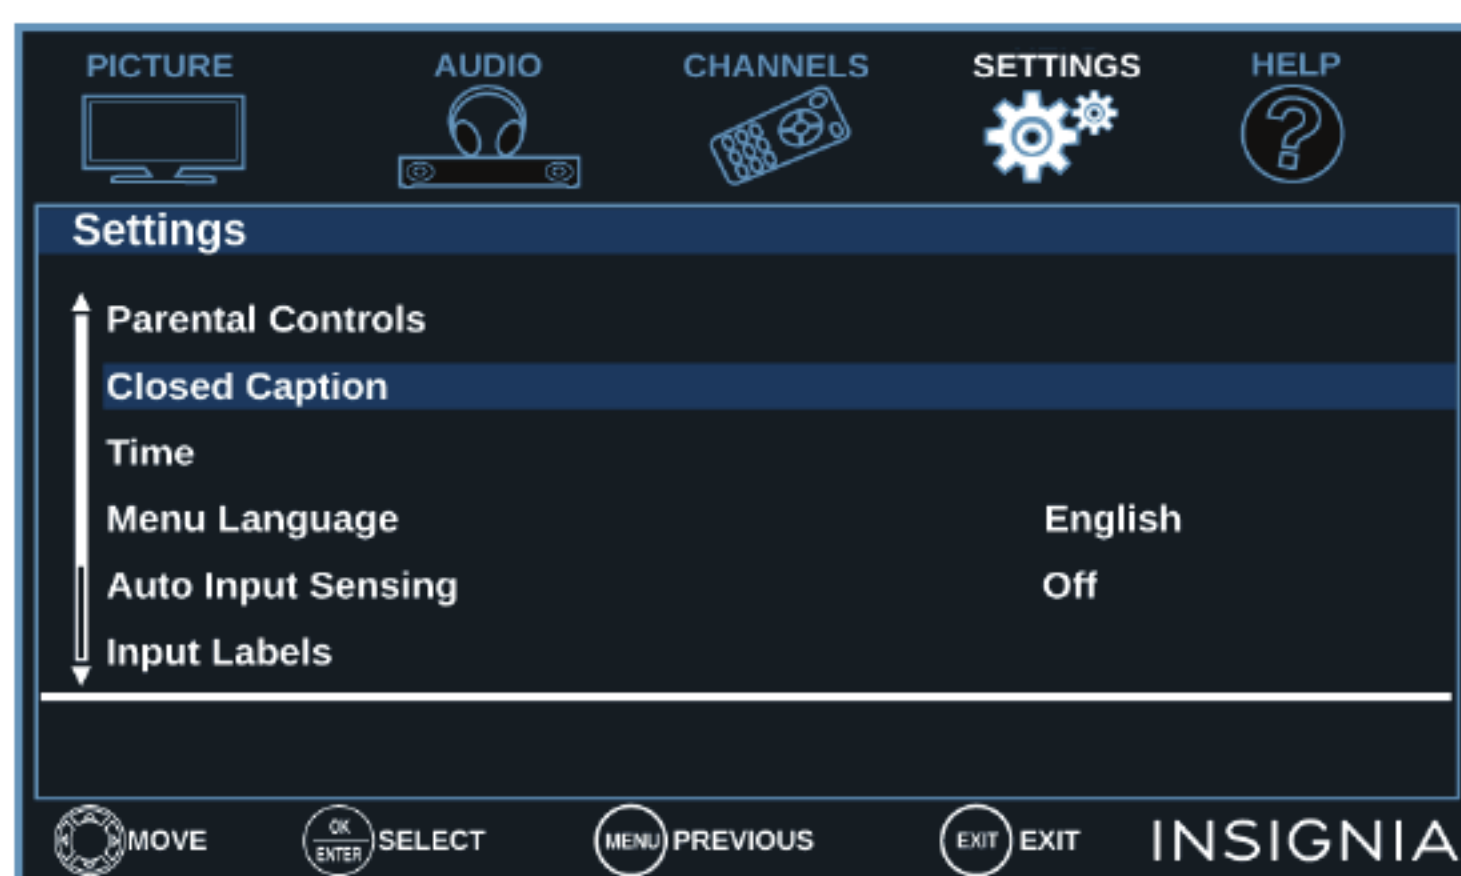 PICTURE AUDIO CHANNELS SETTINGS HELP
Settings
Parental Controls
Closed Caption
Time
Menu Language English
Auto Input Sensing Off
Input Labels
MOVE OK ENTER SELECT MENU PREVIOUS EXIT EXIT INSIGNIA